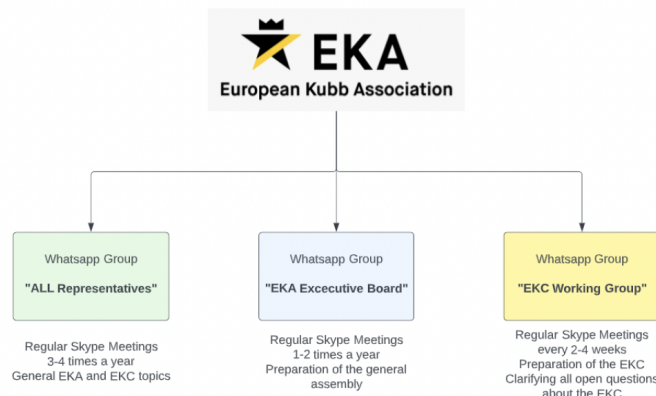 EKA
European Kubb Association
Whatsapp Group
"ALL Representatives"
Regular Skype Meetings
3-4 times a year
General EKA and EKC topics
Whatsapp Group
"EKA Excecutive Board"
Regular Skype Meetings
1-2 times a year
Preparation of the general
assembly
Whatsapp Group
"EKC Working Group"
Regular Skype Meetings
every 2-4 weeks
Preparation of the EKC
Clarifying all open questions
about the EKC